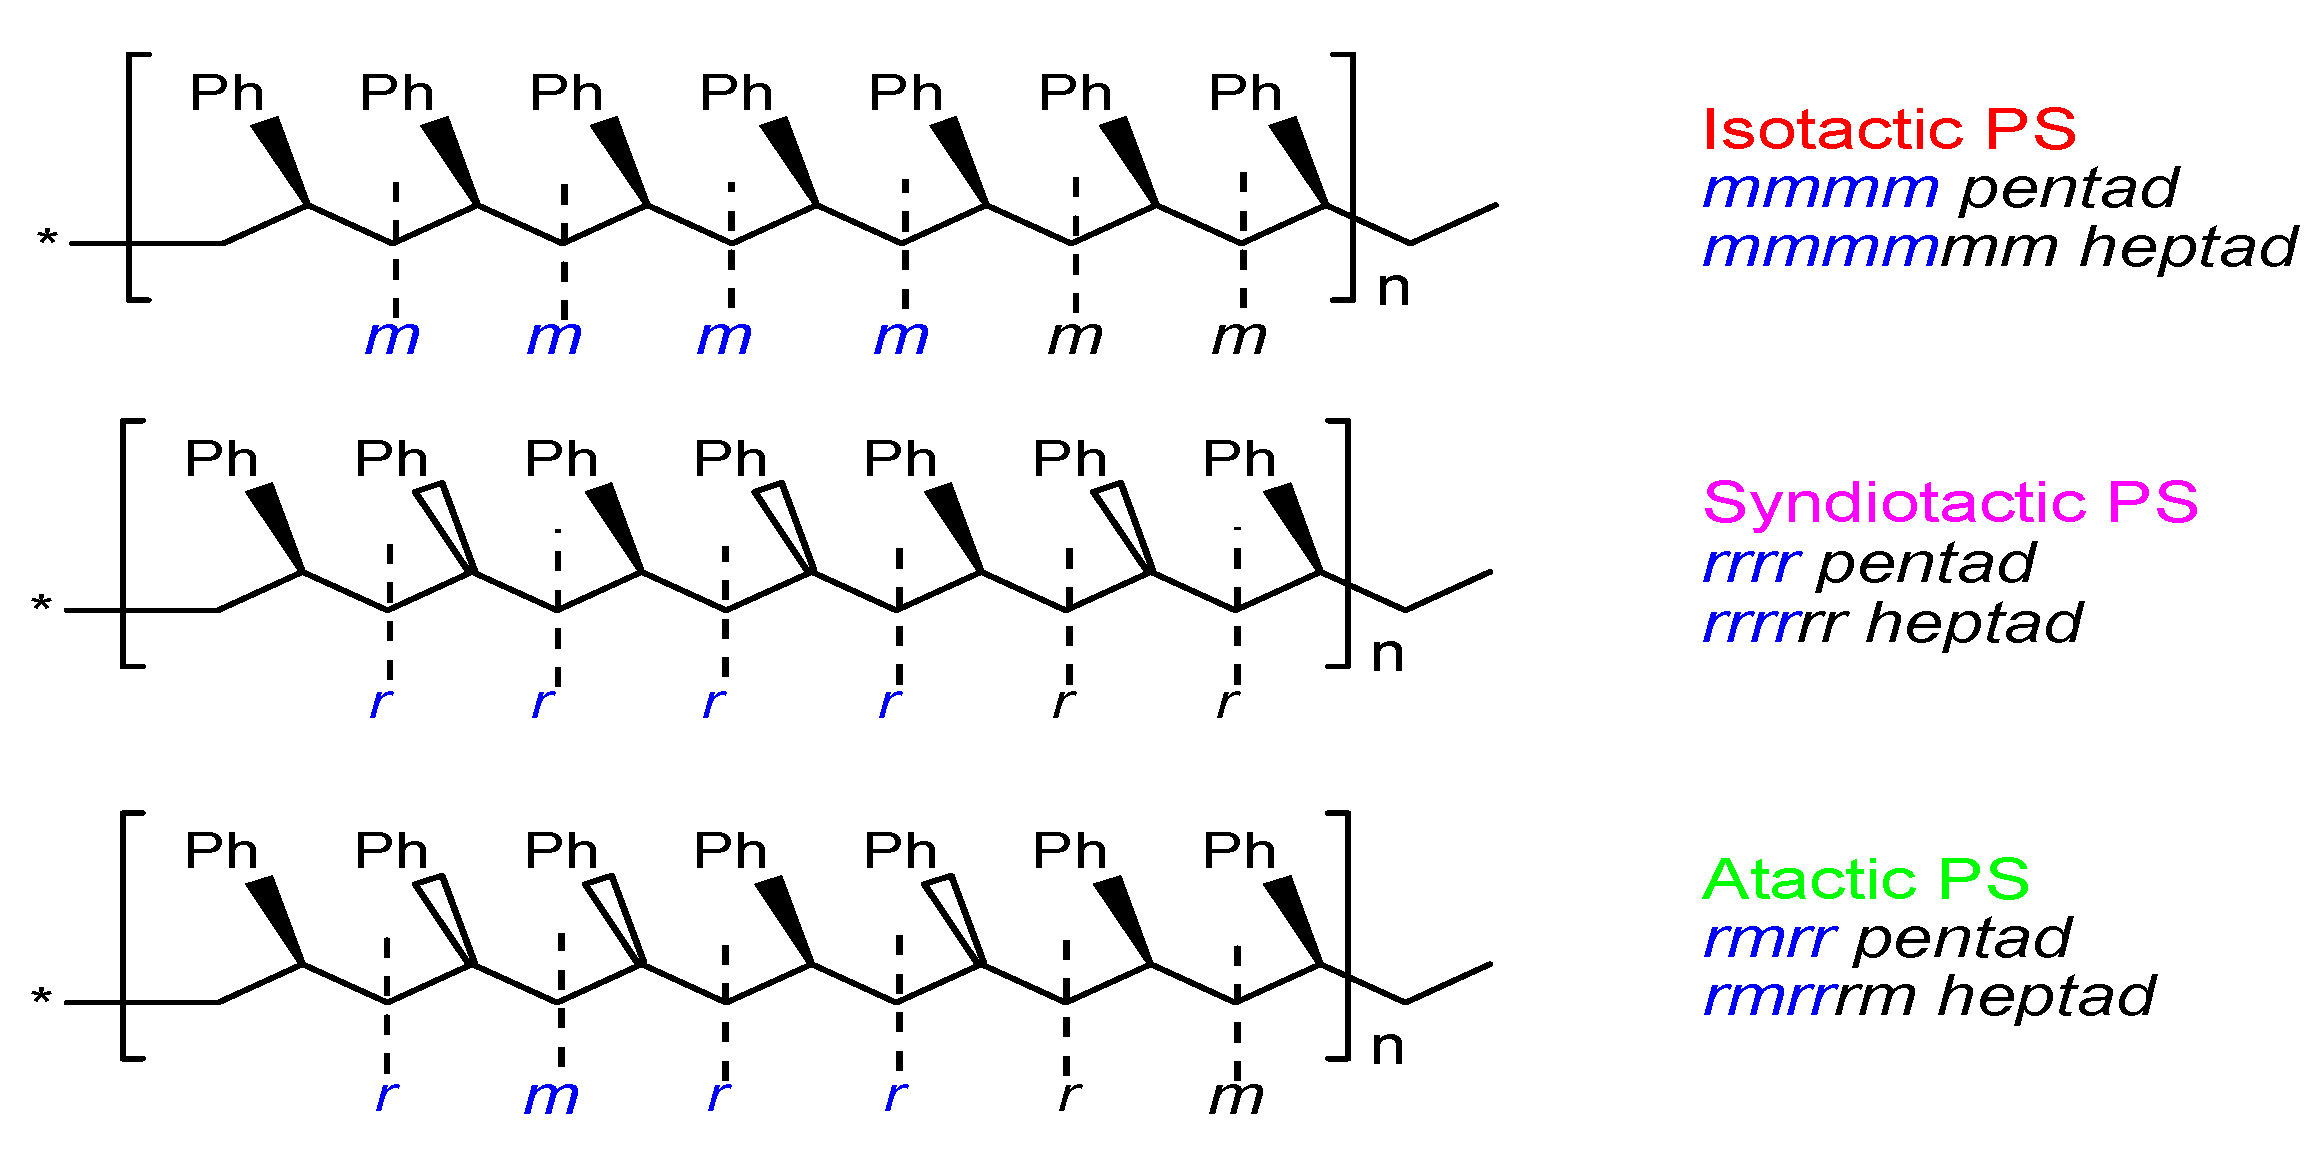 Ph Ph Ph Ph Ph Ph Ph
Isotactic PS
mmmm pentad
mmmmmm heptad
*
n
m m m m m m
Ph Ph Ph Ph Ph Ph Ph
Syndiotactic PS
rrrr pentad
rrrrrr heptad
*
n
r r r r r r
Ph Ph Ph Ph Ph Ph Ph
Atactic PS
rmrr pentad
rmrrrm heptad
*
n
r m r r r m